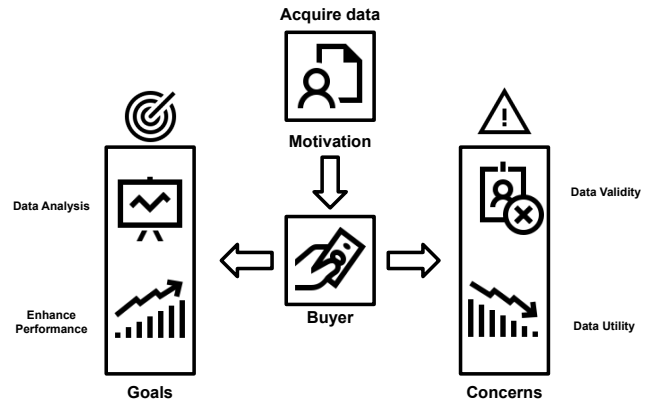 Acquire data
Motivation
Data Analysis
Data Validity
Enhance
Performance
Buyer
Data Utility
Goals
Concerns